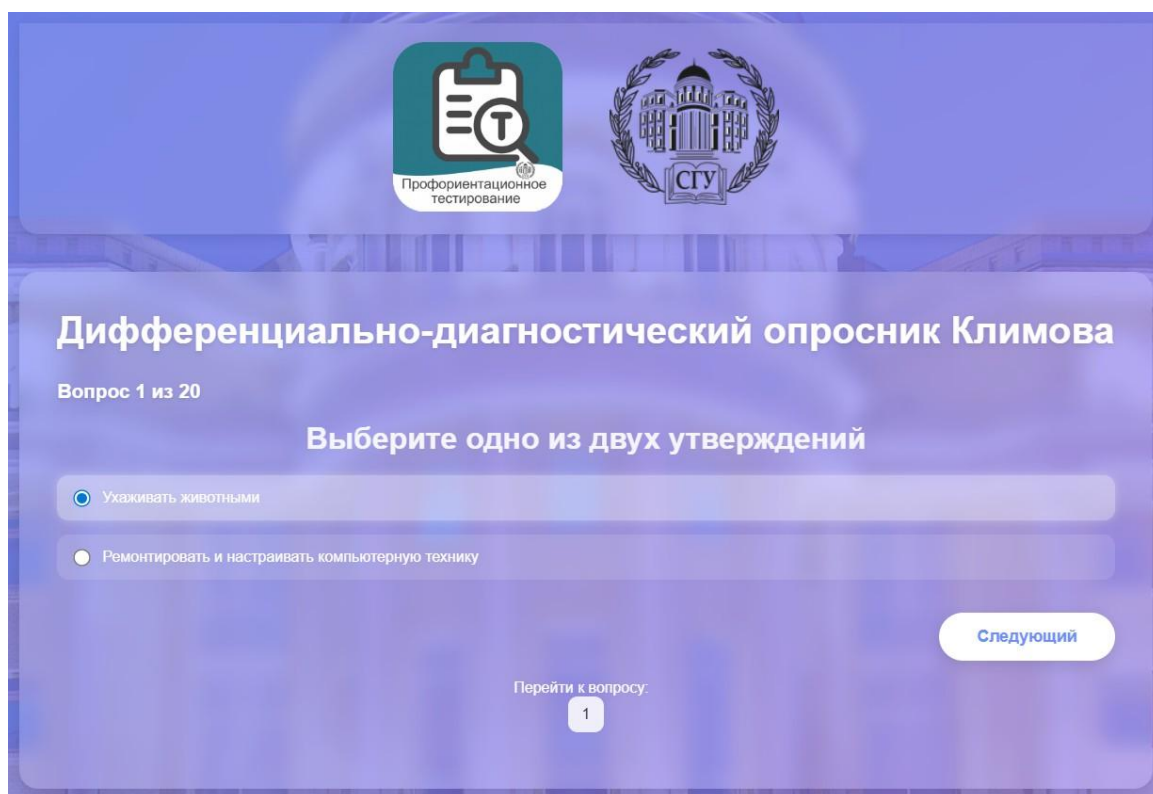 Профориентационное
тестирование
СГУ
Дифференциально-диагностический опросник Климова
Вопрос 1 из 20
Выберите одно из двух утверждений
Ухаживать животными
Ремонтировать и настраивать компьютерную технику
Следующий
Перейти к вопросу:
1